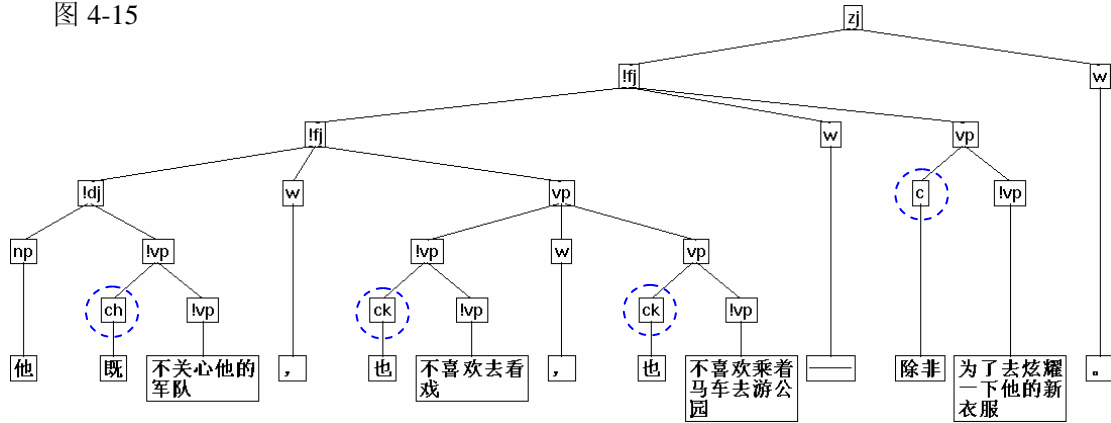 图 4-15
zj
!fj w
!fj w vp
!dj w vp c !vp
np !vp !vp w vp
ch !vp ck !vp ck !vp
他 既 不关心他的 , 也 不喜欢去看 , 也 不喜欢乘着 —— 除非 为了去炫耀 。
军队 戏 马车去游公 一下他的新
园 衣服